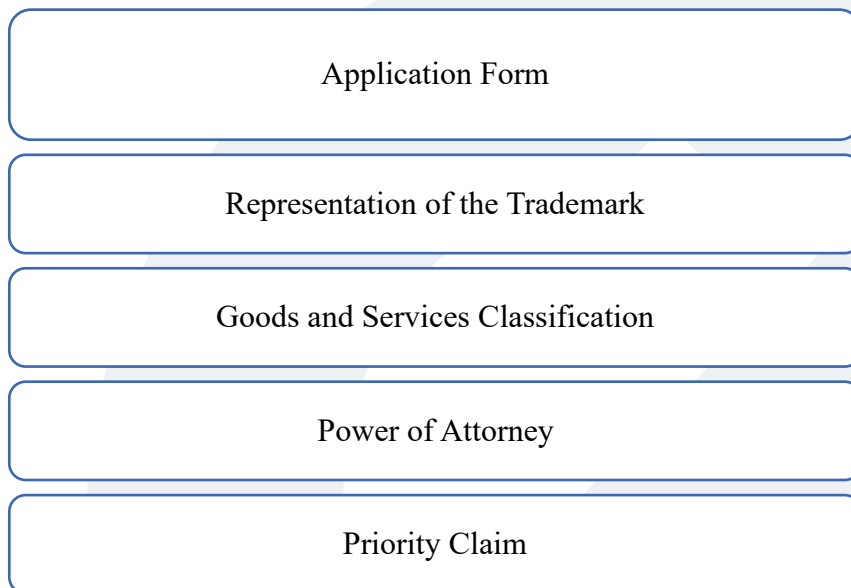 Application Form
Representation of the Trademark
Goods and Services Classification
Power of Attorney
Priority Claim